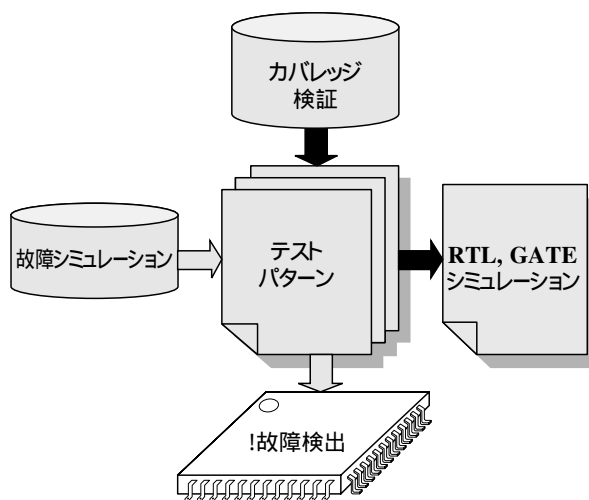 カバレッジ
検証
故障シミュレーション
テスト
パターン
RTL, GATE
シミュレーション
!故障検出